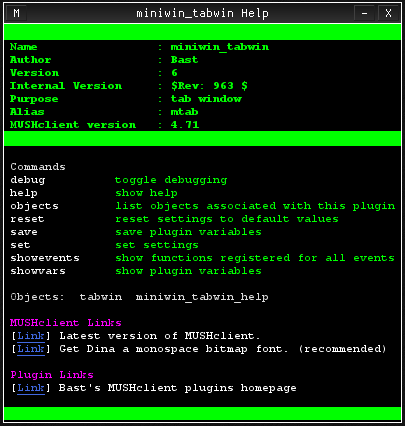 M miniwin_tabwin Help - X
Name : miniwin_tabwin
Author : Bast
Version : 6
Internal Version : $Rev: 963 $
Purpose : tab window
Alias : mtab
MUSHclient version : 4.71
Commands
debug toggle debugging
help show help
objects list objects associated with this plugin
reset reset settings to default values
save save plugin variables
set set settings
showevents show functions registered for all events
showvars show plugin variables
Objects: tabwin miniwin_tabwin_help
MUSHclient Links
[Link] Latest version of MUSHclient.
[Link] Get Dina a monospace bitmap font. (recommended)
Plugin Links
[Link] Bast's MUSHclient plugins homepage